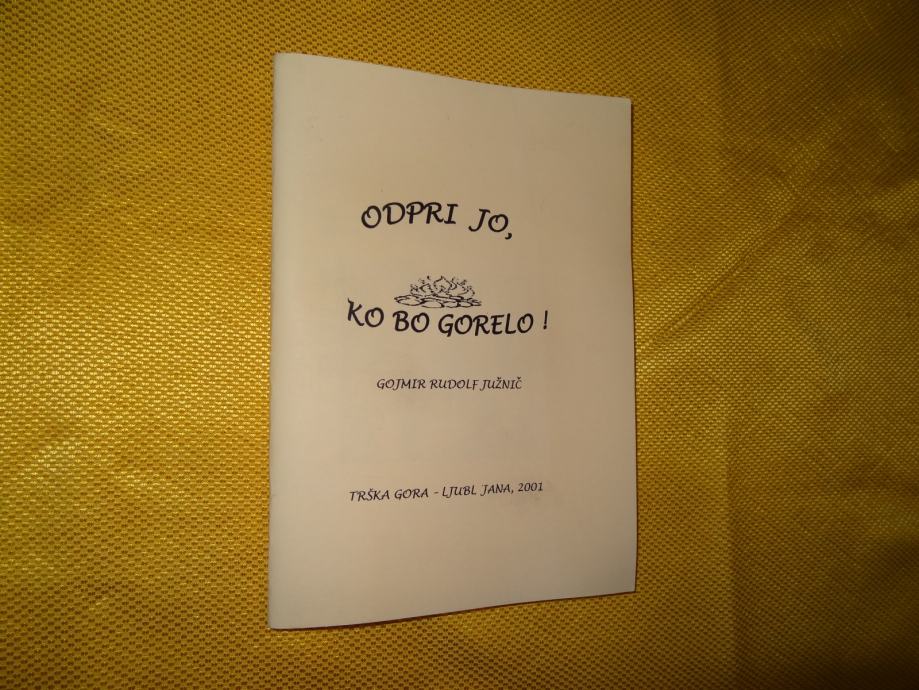 ODPRI JO,
KO BO GORELO !
GOJMIR RUDOLF JUŽNIČ
TRŠKA GORA - LJUBL JANA, 2001